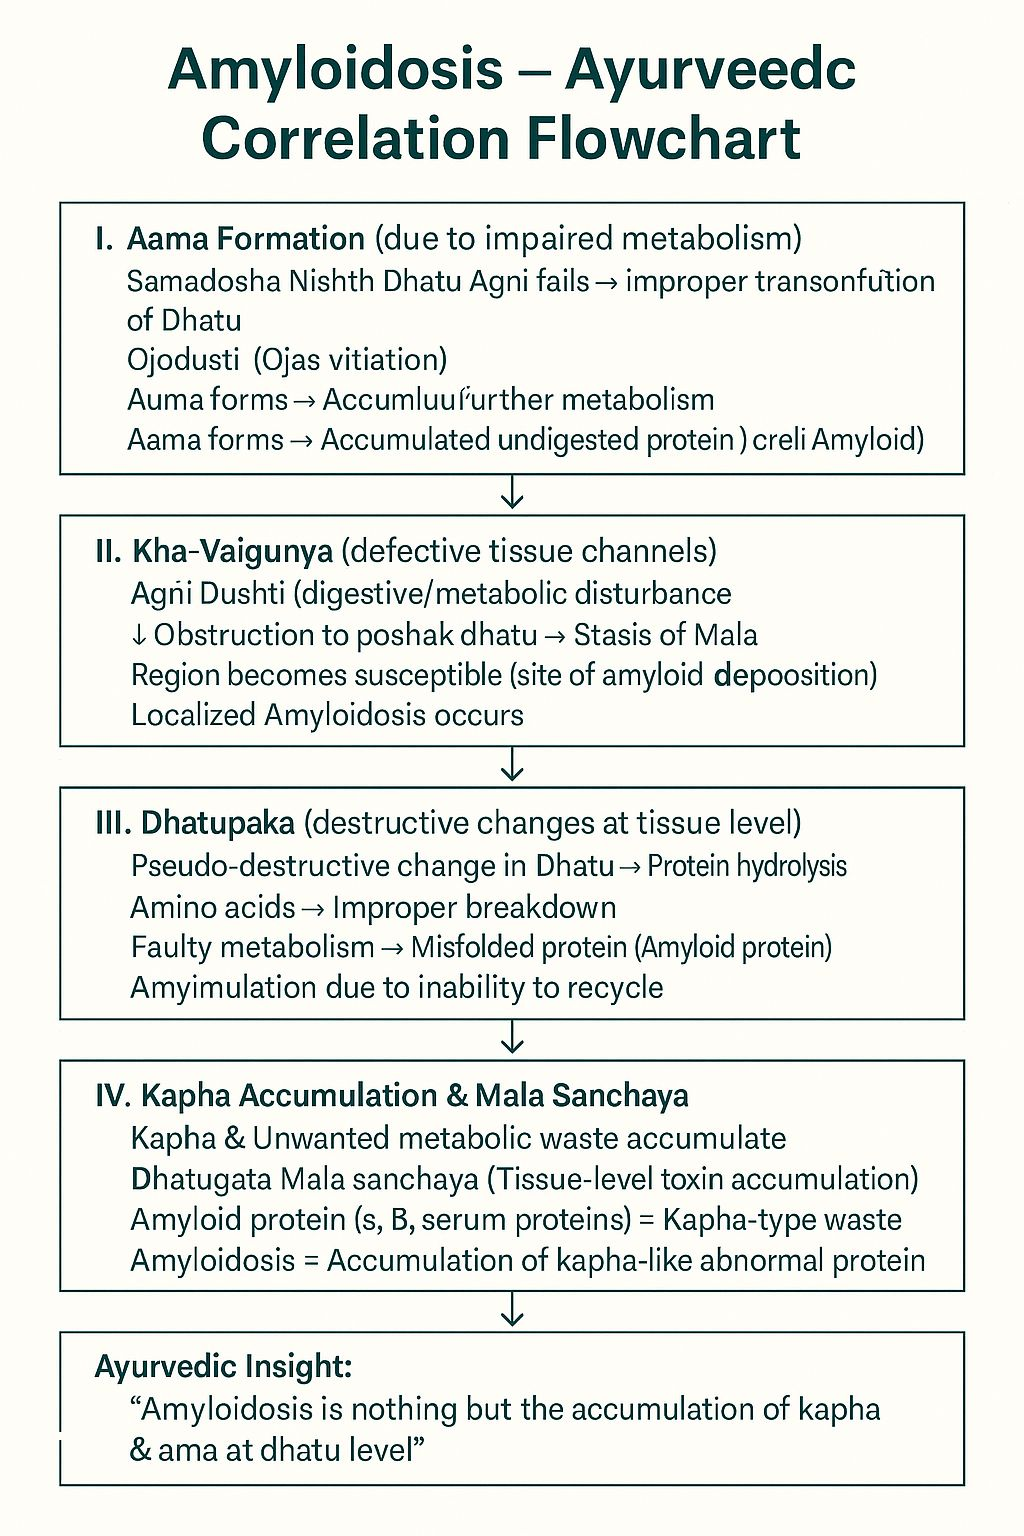 Amyloidosis – Ayurveedc
Correlation Flowchart
I. Aama Formation (due to impaired metabolism)
Samadosha Nishth Dhatu Agni fails → improper transonfution
of Dhatu
Ojodusti (Ojas vitiation)
Auma forms → metabolism
Aama forms → Accumulated undigested protein ) creli Amyloid)
↓
II. Kha-Vaigunya (defective tissue channels)
Agni Dushti (digestive/metabolic disturbance
↓ Obstruction to poshak dhatu → Stasis of Mala
Region becomes susceptible (site of amyloid depoosition)
Localized Amyloidosis occurs
↓
III. Dhatupaka (destructive changes at tissue level)
Pseudo-destructive change in Dhatu → Protein hydrolysis
Amino acids → Improper breakdown
Faulty metabolism → Misfolded protein (Amyloid protein)
Amyimulation due to inability to recycle
↓
IV. Kapha Accumulation & Mala Sanchaya
Kapha & Unwanted metabolic waste accumulate
Dhatugata Mala sanchaya (Tissue-level toxin accumulation)
Amyloid protein (s, B, serum proteins) = Kapha-type waste
Amyloidosis = Accumulation of kapha-like abnormal protein
↓
Ayurvedic Insight:
“Amyloidosis is nothing but the accumulation of kapha
& ama at dhatu level”